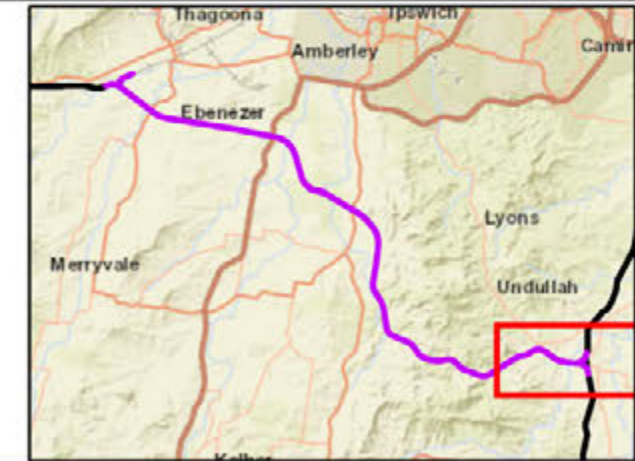 Thagoona
Ipswich
Amberley
Ebenezer
Lyons
Merryvale
Undullah